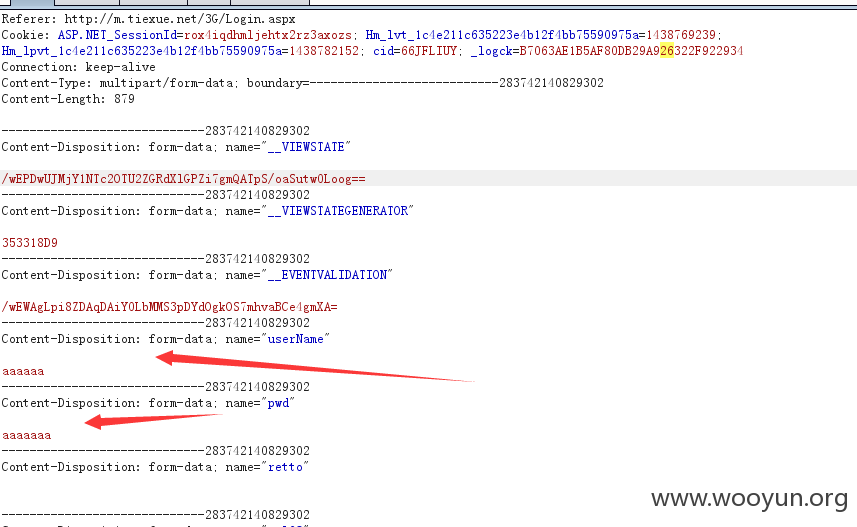 Referer: http://m.tiexue.net/3G/Login.aspx
Cookie: ASP.NET_SessionId=rox4iqdhmljehtx2rz3axozs; Hm_lvt_1c4e211c635223e4b12f4bb75590975a=1438769239;
Hm_lpvt_1c4e211c635223e4b12f4bb75590975a=1438782152; cid=66JFLIUY; _logck=B7063AE1B5AF80DB29A926322F922934
Connection: keep-alive
Content-Type: multipart/form-data; boundary=---------------------------283742140829302
Content-Length: 879
-----------------------------283742140829302
Content-Disposition: form-data; name="__VIEWSTATE"
/wEPDwUJMjY1NTc2OTU2ZGRdXlGPZi7gmQATpS/oaSutw0Loog==
-----------------------------283742140829302
Content-Disposition: form-data; name="__VIEWSTATEGENERATOR"
353318D9
-----------------------------283742140829302
Content-Disposition: form-data; name="__EVENTVALIDATION"
/wEWAgLpi8ZDAqDAiY0LbMMS3pDYdOgkOS7mhvaBCe4gmXA=
-----------------------------283742140829302
Content-Disposition: form-data; name="userName"
aaaaaa
-----------------------------283742140829302
Content-Disposition: form-data; name="pwd"
aaaaaaa
-----------------------------283742140829302
Content-Disposition: form-data; name="retto"
-----------------------------283742140829302
www.wooyun.org